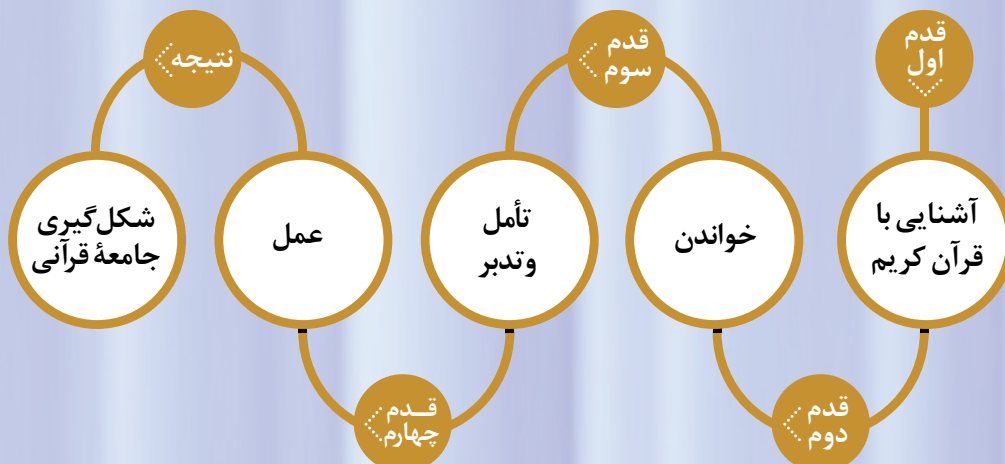 قدم
اول
آشنایی با
قرآن کریم
قدم
دوم
خواندن
قدم
سوم
تأمل
وتدبر
قــدم
چهارم
عمل
نتیجه
شکل‌گیری
جامعۀ قرآنی